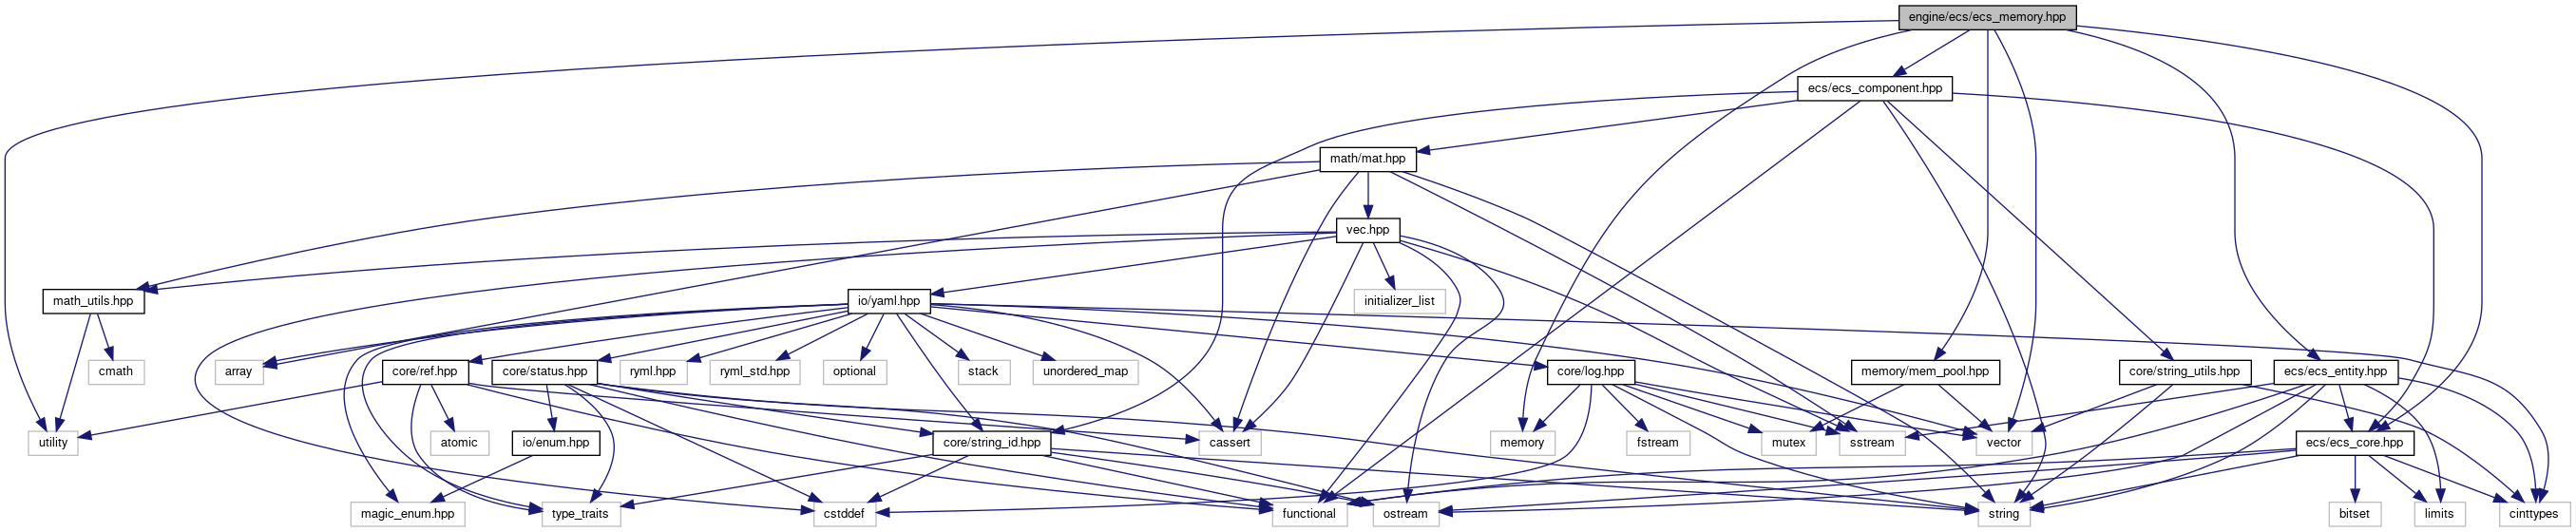 engine/ecs/ecs_memory.hpp
ecs/ecs_component.hpp
math/mat.hpp
vec.hpp
math_utils.hpp
io/yaml.hpp
initializer_list
array
cmath
core/ref.hpp
core/status.hpp
ryml.hpp
ryml_std.hpp
optional
stack
unordered_map
core/log.hpp
memory/mem_pool.hpp
core/string_utils.hpp
ecs/ecs_entity.hpp
utility
atomic
io/enum.hpp
core/string_id.hpp
cassert
memory
fstream
mutex
sstream
vector
ecs/ecs_core.hpp
magic_enum.hpp
type_traits
cstddef
functional
ostream
string
bitset
limits
cinttypes